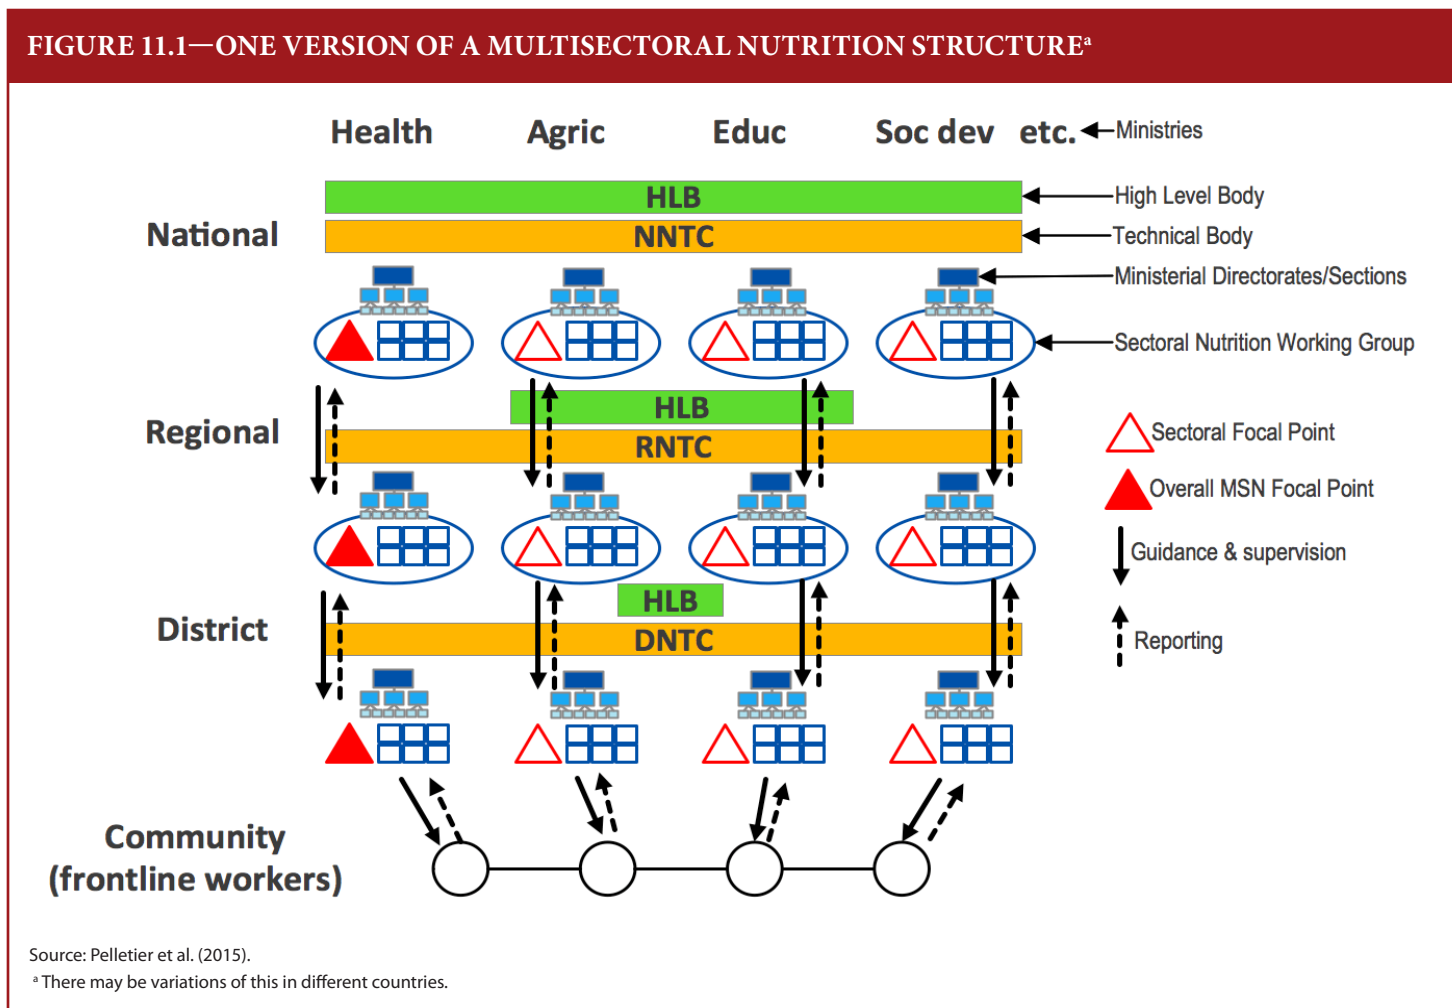 FIGURE 11.1—ONE VERSION OF A MULTISECTORAL NUTRITION STRUCTUREᵃ
Health Agric Educ Soc dev etc. Ministries
HLB High Level Body
National
NNTC Technical Body
Ministerial Directorates/Sections
Sectoral Nutrition Working Group
HLB
Regional
RNTC
Sectoral Focal Point
Overall MSN Focal Point
Guidance & supervision
HLB
District
DNTC
Reporting
Community
(frontline workers)
Source: Pelletier et al. (2015).
ᵃ There may be variations of this in different countries.